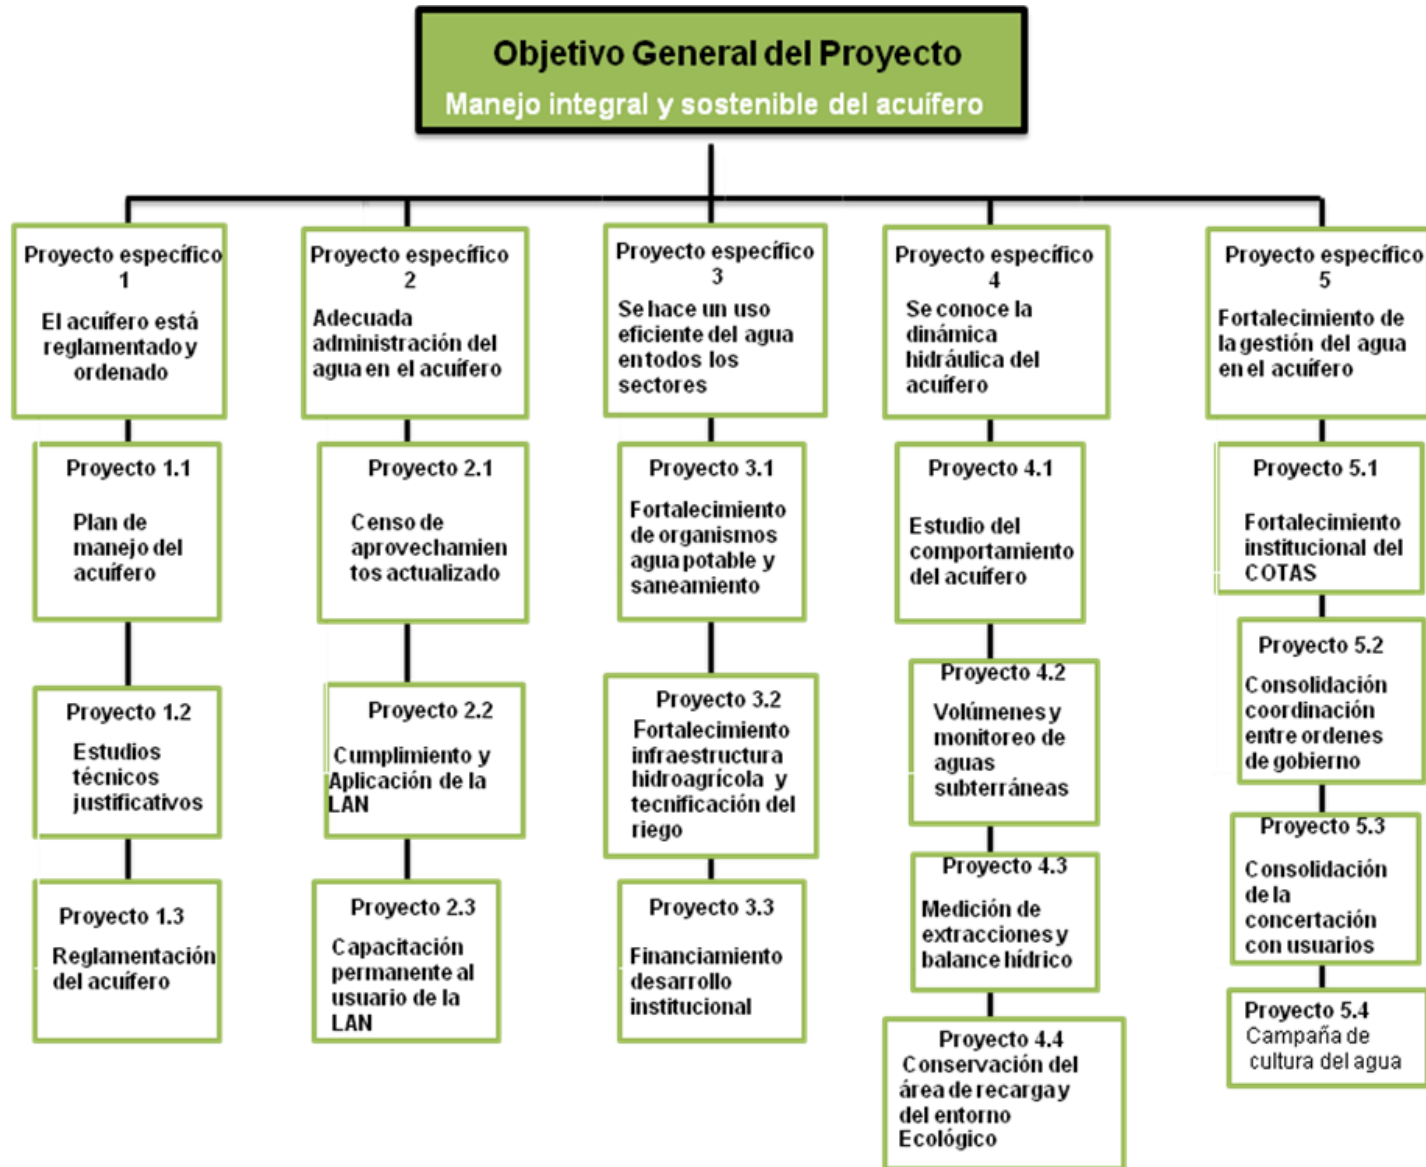 Objetivo General del Proyecto
Manejo integral y sostenible del acuífero
Proyecto específico
1
El acuífero está
reglamentado y
ordenado
Proyecto 1.1
Plan de
manejo del
acuífero
Proyecto 1.2
Estudios
técnicos
justificativos
Proyecto 1.3
Reglamentación
del acuífero
Proyecto específico
2
Adecuada
administración del
agua en el acuífero
Proyecto 2.1
Censo de
aprovechamien
tos actualizado
Proyecto 2.2
Cumplimiento y
Aplicación de la
LAN
Proyecto 2.3
Capacitación
permanente al
usuario de la
LAN
Proyecto específico
3
Se hace un uso
eficiente del agua
en todos los
sectores
Proyecto 3.1
Fortalecimiento
de organismos
agua potable y
saneamiento
Proyecto 3.2
Fortalecimiento
infraestructura
hidroagrícola y
tecnificación del
riego
Proyecto 3.3
Financiamiento
desarrollo
institucional
Proyecto específico
4
Se conoce la
dinámica
hidráulica del
acuífero
Proyecto 4.1
Estudio del
comportamiento
del acuífero
Proyecto 4.2
Volúmenes y
monitoreo de
aguas
subterráneas
Proyecto 4.3
Medición de
extracciones y
balance hídrico
Proyecto 4.4
Conservación del
área de recarga y
del entorno
Ecológico
Proyecto específico
5
Fortalecimiento de
la gestión del agua
en el acuífero
Proyecto 5.1
Fortalecimiento
institucional del
COTAS
Proyecto 5.2
Consolidación
coordinación
entre ordenes
de gobierno
Proyecto 5.3
Consolidación
de la
concertación
con usuarios
Proyecto 5.4
Campaña de
cultura del agua